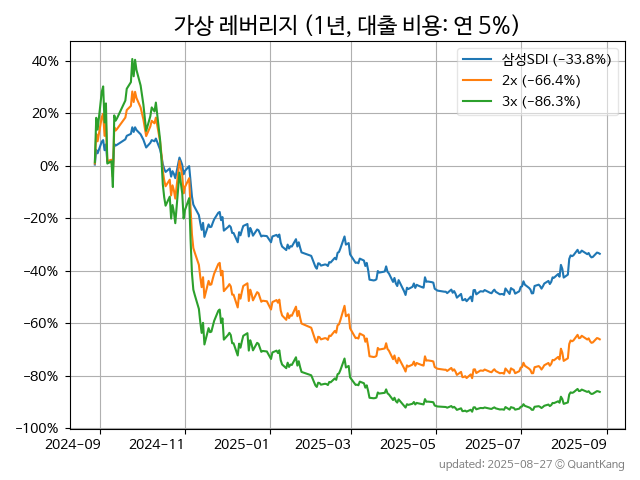 가상 레버리지 (1년, 대출 비용: 연 5%)
삼성SDI (−33.8%)
2x (−66.4%)
3x (−86.3%)
40%
20%
0%
−20%
−40%
−60%
−80%
−100%
2024-09 2024-11 2025-01 2025-03 2025-05 2025-07 2025-09
updated: 2025-08-27 ⓒ QuantKang